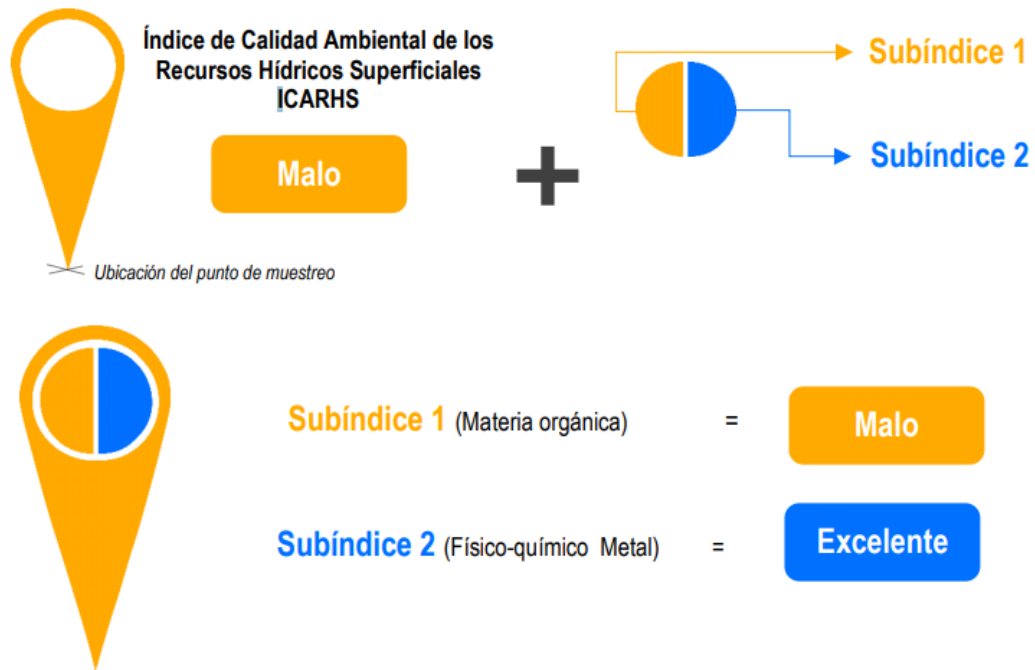 Índice de Calidad Ambiental de los
Recursos Hídricos Superficiales
ICARHS
Malo
Subíndice 1
Subíndice 2
Ubicación del punto de muestreo
Subíndice 1 (Materia orgánica) = Malo
Subíndice 2 (Físico-químico Metal) = Excelente